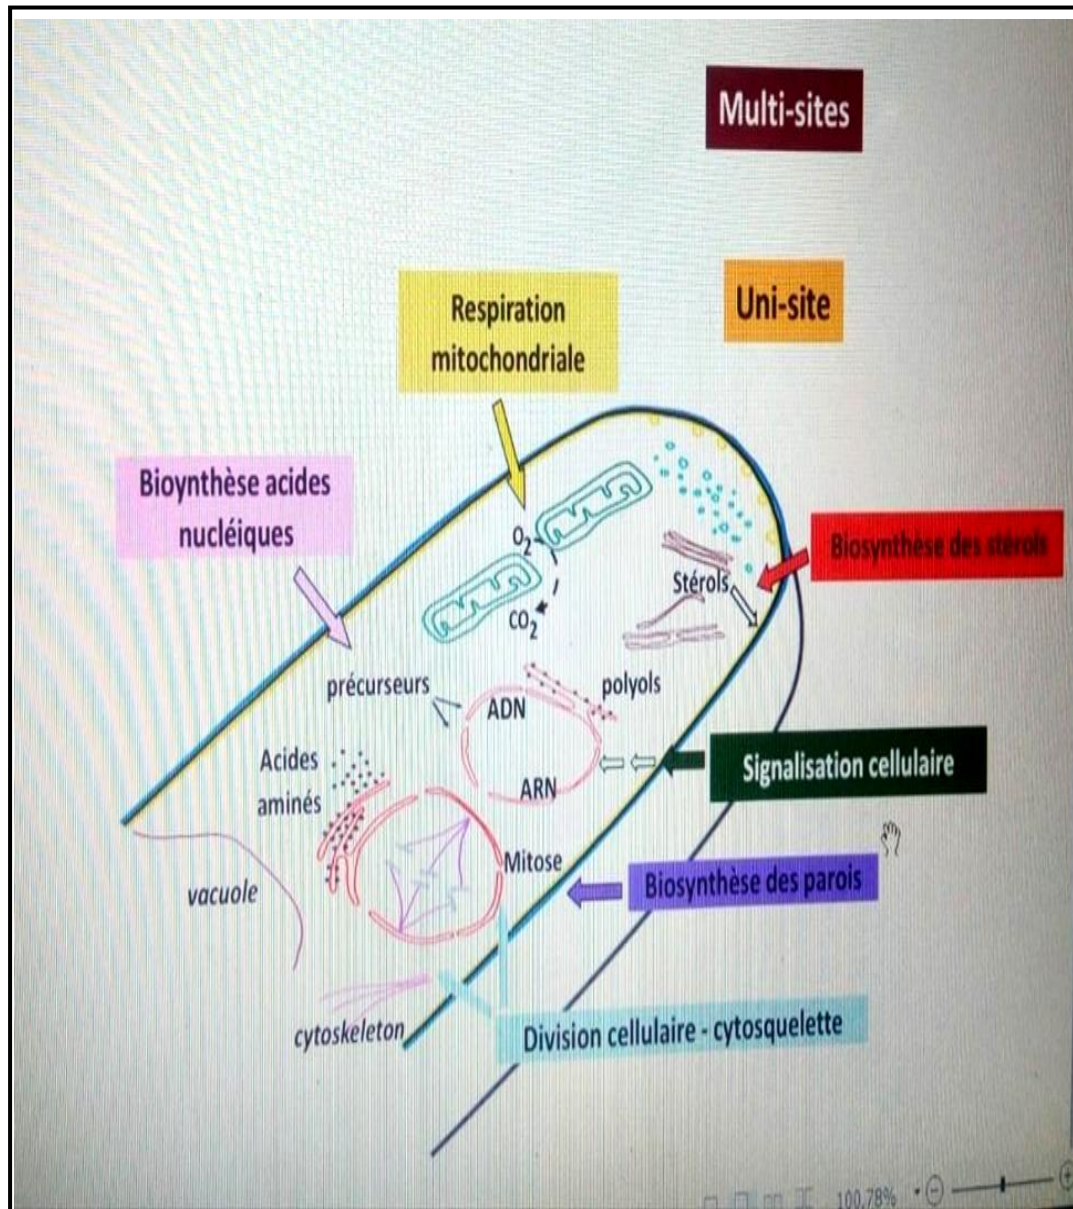 Multi-sites
Uni-site
Respiration
mitochondriale
Bioynthèse acides
nucléiques
Biosynthèse des stérols
O2
CO2
Stérols
précurseurs
ADN
polyols
Acides
aminés
ARN
Signalisation cellulaire
Mitose
Biosynthèse des parois
vacuole
cytoskeleton
Division cellulaire - cytosquelette
100,78%